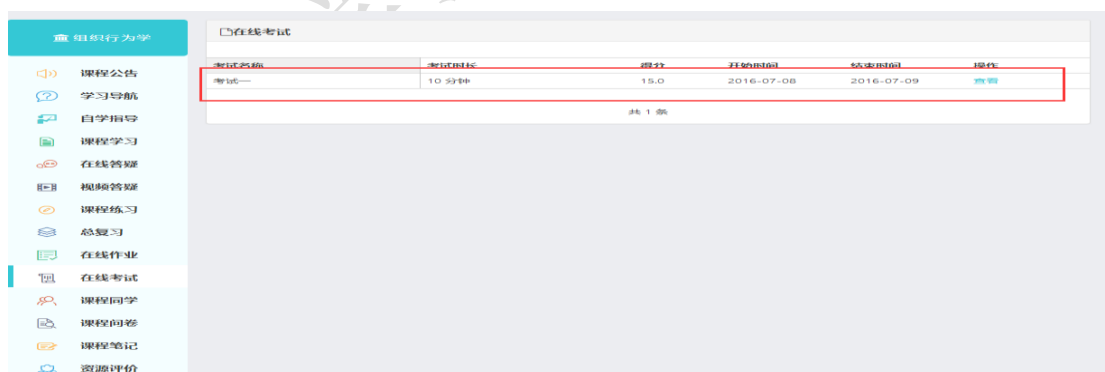 组织行为学
在线考试
考试名称 考试时长 得分 开始时间 结束时间 操作
考试一 10 分钟 15.0 2016-07-08 2016-07-09 查看
共 1 条
课程公告
学习导航
自学指导
课程学习
在线答疑
视频答疑
课程练习
总复习
在线作业
在线考试
课程同学
课程问卷
课程笔记
资源评价